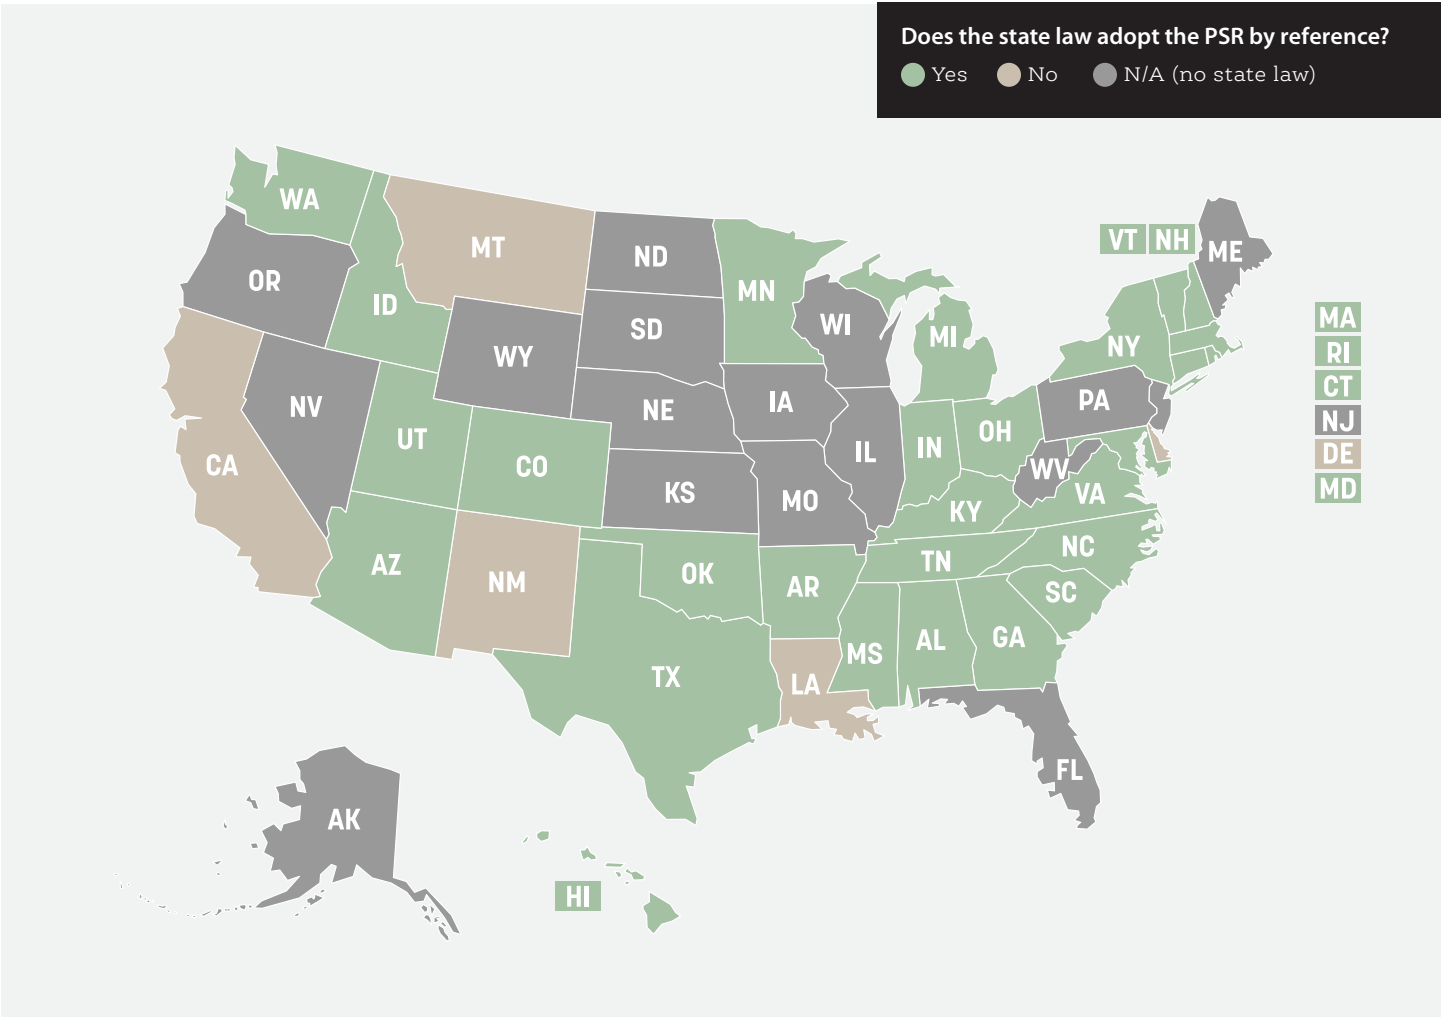 Does the state law adopt the PSR by reference?
Yes No N/A (no state law)
WA
VT NH
MT
ME
ND
OR
MN
ID
MA
SD
WI
MI
NY
RI
WY
CT
PA
IA
NV
NE
NJ
OH
UT
IN
IL
DE
CO
CA
WV
MD
KS
VA
MO
KY
NC
TN
AZ
OK
NM
AR
SC
GA
AL
MS
TX
LA
FL
AK
HI